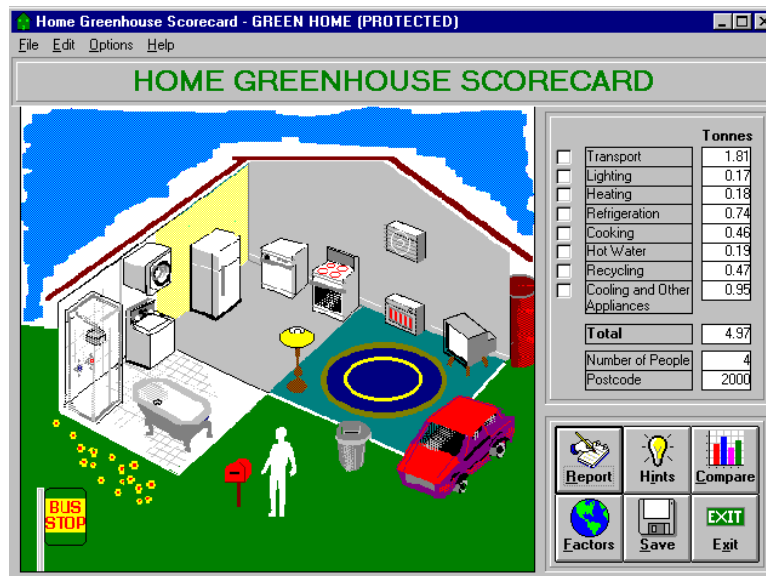 Home Greenhouse Scorecard - GREEN HOME (PROTECTED)
File Edit Options Help
HOME GREENHOUSE SCORECARD
Tonnes
Transport 1.81
Lighting 0.17
Heating 0.18
Refrigeration 0.74
Cooking 0.46
Hot Water 0.19
Recycling 0.47
Cooling and Other 0.95
Appliances
Total 4.97
Number of People 4
Postcode 2000
BUS
STOP
Report Hints Compare
EXIT
Factors Save Exit